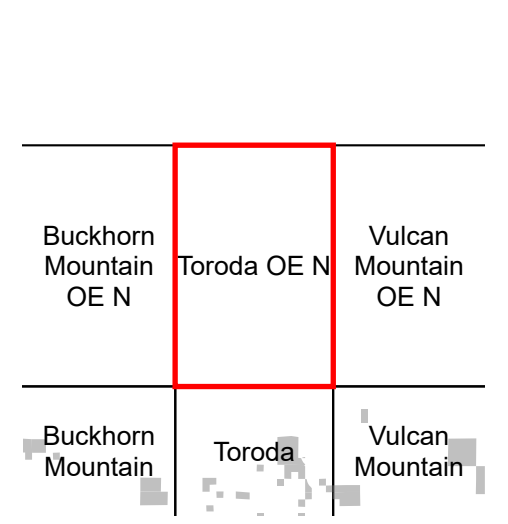 Buckhorn
Mountain
OE N
Toroda OE N
Vulcan
Mountain
OE N
Buckhorn
Mountain
Toroda
Vulcan
Mountain